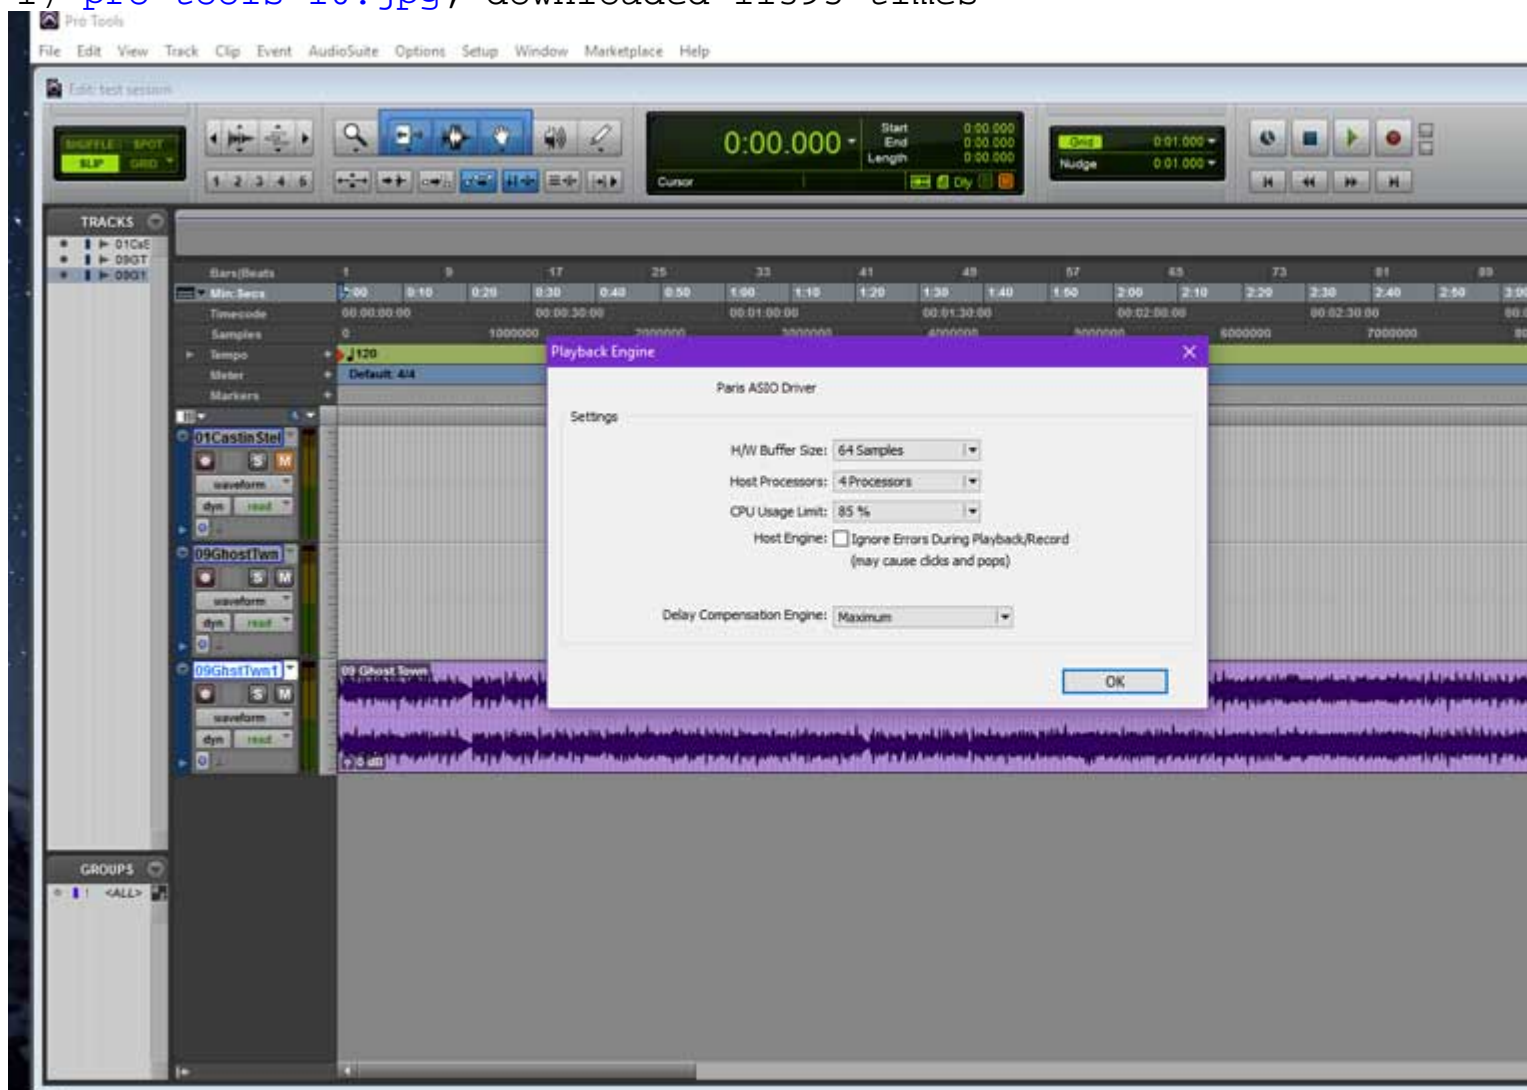 Pro Tools
File Edit View Track Clip Event AudioSuite Options Setup Window Marketplace Help
Edit: test session
SHUFFLE SPOT
SLIP GRID
1 2 3 4 5
0:00.000
Start 0:00.000
End 0:00.000
Length 0:00.000
Cursor
Dly
Grid 0:01.000
Nudge 0:01.000
TRACKS
01CsS
09GT
09GT
Bars|Beats 1 9 17 25 33 41 49 57 65 73 81 89
Min:Secs 0:00 0:10 0:20 0:30 0:40 0:50 1:00 1:10 1:20 1:30 1:40 1:50 2:00 2:10 2:20 2:30 2:40 2:50 3:00
Timecode 00:00:00:00 00:00:30:00 00:01:00:00 00:01:30:00 00:02:00:00 00:02:30:00
Samples 0 1000000 2000000 3000000 4000000 5000000 6000000 7000000
Tempo 120
Meter Default: 4/4
Markers
Playback Engine
Paris ASIO Driver
Settings
H/W Buffer Size: 64 Samples
Host Processors: 4 Processors
CPU Usage Limit: 85 %
Host Engine: Ignore Errors During Playback/Record
(may cause clicks and pops)
Delay Compensation Engine: Maximum
OK
01CastinStel
S M
waveform
dyn read
09GhostTwn
S M
waveform
dyn read
09GhstTwn1
S M
waveform
dyn read
09 Ghost Town
0 dB
GROUPS
! <ALL>